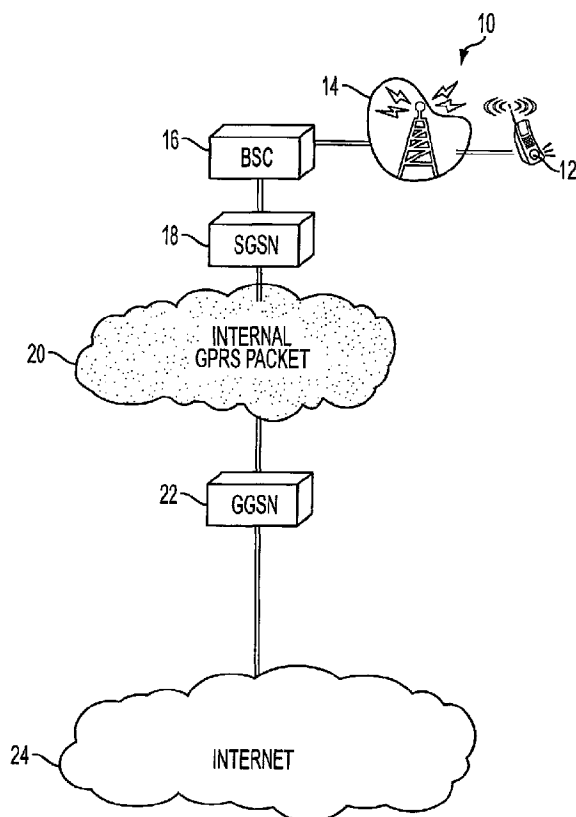 10
14
16
BSC
12
18
SGSN
INTERNAL
GPRS PACKET
20
22
GGSN
24
INTERNET